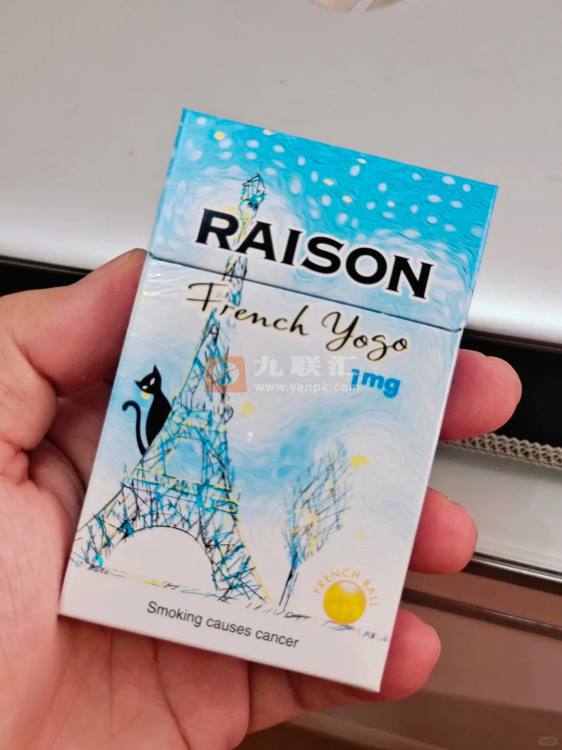 RAISON
French Yogo
1mg
九联汇
www.yanpk.com
FRENCH BALL
Smoking causes cancer